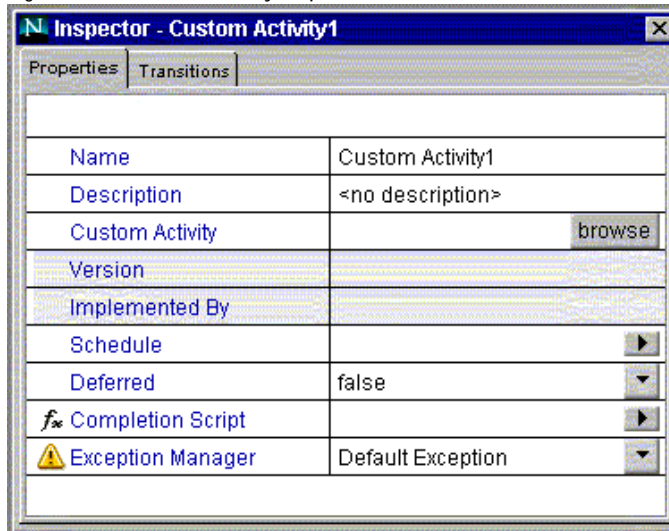 N Inspector - Custom Activity1
Properties Transitions
Name Custom Activity1
Description <no description>
Custom Activity browse
Version
Implemented By
Schedule
Deferred false
fx Completion Script
Exception Manager Default Exception